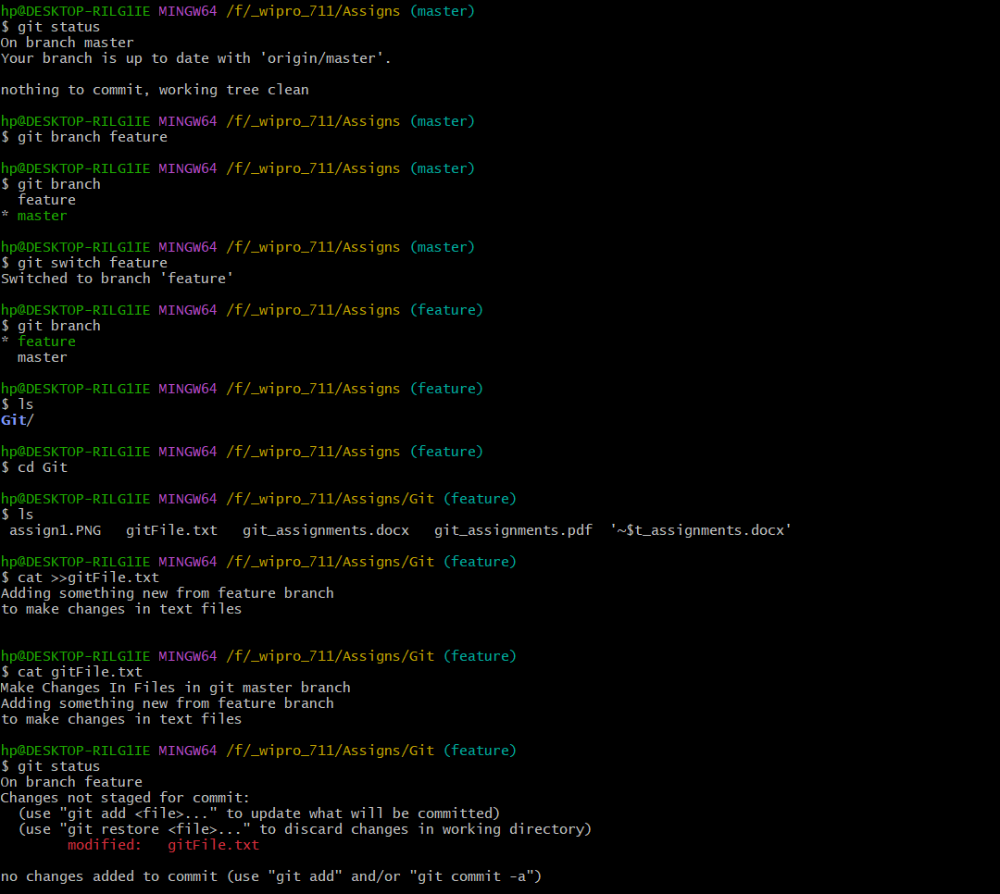 hp@DESKTOP-RILG1IE MINGW64 /f/_wipro_711/Assigns (master)
$ git status
On branch master
Your branch is up to date with 'origin/master'.
nothing to commit, working tree clean
hp@DESKTOP-RILG1IE MINGW64 /f/_wipro_711/Assigns (master)
$ git branch feature
hp@DESKTOP-RILG1IE MINGW64 /f/_wipro_711/Assigns (master)
$ git branch
  feature
* master
hp@DESKTOP-RILG1IE MINGW64 /f/_wipro_711/Assigns (master)
$ git switch feature
Switched to branch 'feature'
hp@DESKTOP-RILG1IE MINGW64 /f/_wipro_711/Assigns (feature)
$ git branch
* feature
  master
hp@DESKTOP-RILG1IE MINGW64 /f/_wipro_711/Assigns (feature)
$ ls
Git/
hp@DESKTOP-RILG1IE MINGW64 /f/_wipro_711/Assigns (feature)
$ cd Git
hp@DESKTOP-RILG1IE MINGW64 /f/_wipro_711/Assigns/Git (feature)
$ ls
 assign1.PNG   gitFile.txt   git_assignments.docx   git_assignments.pdf  '~$t_assignments.docx'
hp@DESKTOP-RILG1IE MINGW64 /f/_wipro_711/Assigns/Git (feature)
$ cat >>gitFile.txt
Adding something new from feature branch
to make changes in text files
hp@DESKTOP-RILG1IE MINGW64 /f/_wipro_711/Assigns/Git (feature)
$ cat gitFile.txt
Make Changes In Files in git master branch
Adding something new from feature branch
to make changes in text files
hp@DESKTOP-RILG1IE MINGW64 /f/_wipro_711/Assigns/Git (feature)
$ git status
On branch feature
Changes not staged for commit:
  (use "git add <file>..." to update what will be committed)
  (use "git restore <file>..." to discard changes in working directory)
        modified:   gitFile.txt
no changes added to commit (use "git add" and/or "git commit -a")